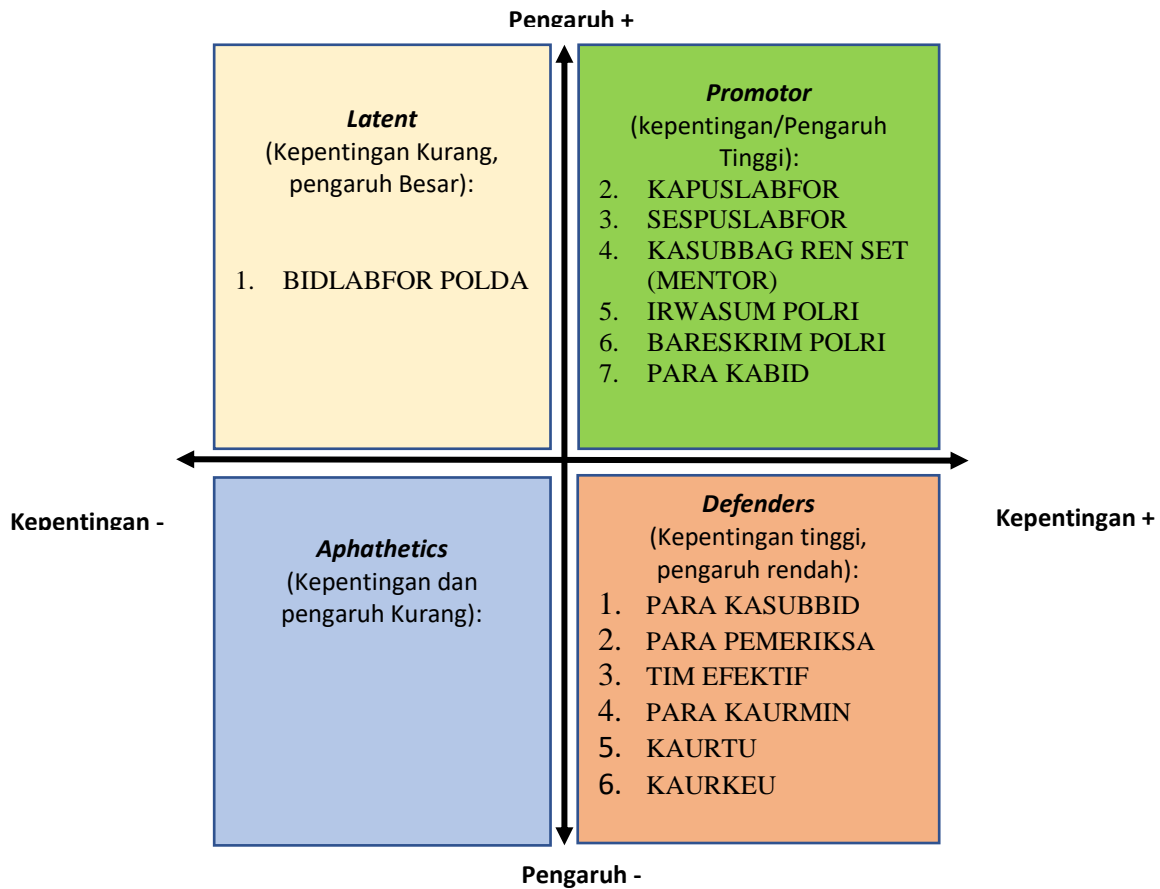 Pengaruh +
Latent
(Kepentingan Kurang,
pengaruh Besar):
1. BIDLABFOR POLDA
Promotor
(kepentingan/Pengaruh
Tinggi):
2. KAPUSLABFOR
3. SESPUSLABFOR
4. KASUBBAG REN SET
(MENTOR)
5. IRWASUM POLRI
6. BARESKRIM POLRI
7. PARA KABID
Kepentingan -
Kepentingan +
Aphathetics
(Kepentingan dan
pengaruh Kurang):
Defenders
(Kepentingan tinggi,
pengaruh rendah):
1. PARA KASUBBID
2. PARA PEMERIKSA
3. TIM EFEKTIF
4. PARA KAURMIN
5. KAURTU
6. KAURKEU
Pengaruh -